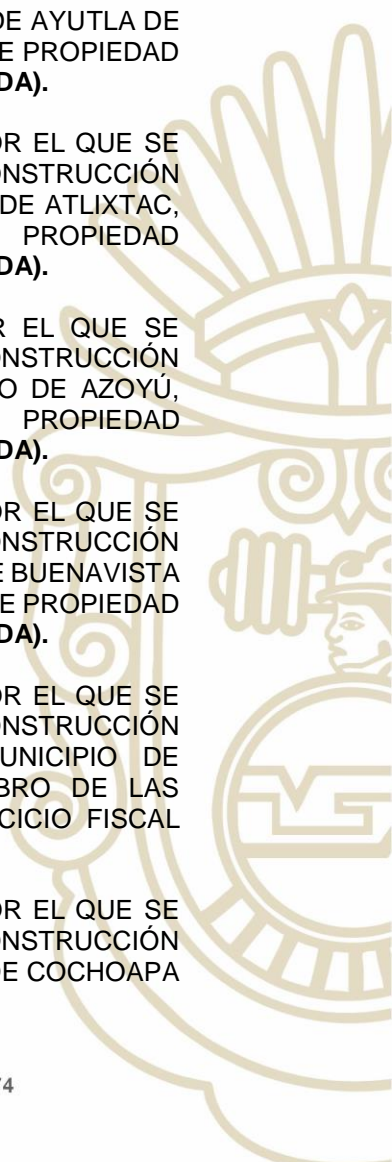 DE AYUTLA DE
E PROPIEDAD
DA).
OR EL QUE SE
ONSTRUCCIÓN
DE ATLIXTAC,
PROPIEDAD
DA).
R EL QUE SE
ONSTRUCCIÓN
O DE AZOYÚ,
PROPIEDAD
DA).
OR EL QUE SE
ONSTRUCCIÓN
E BUENAVISTA
E PROPIEDAD
DA).
OR EL QUE SE
ONSTRUCCIÓN
UNICIPIO DE
BRO DE LAS
CICIO FISCAL
OR EL QUE SE
ONSTRUCCIÓN
DE COCHOAPA
74